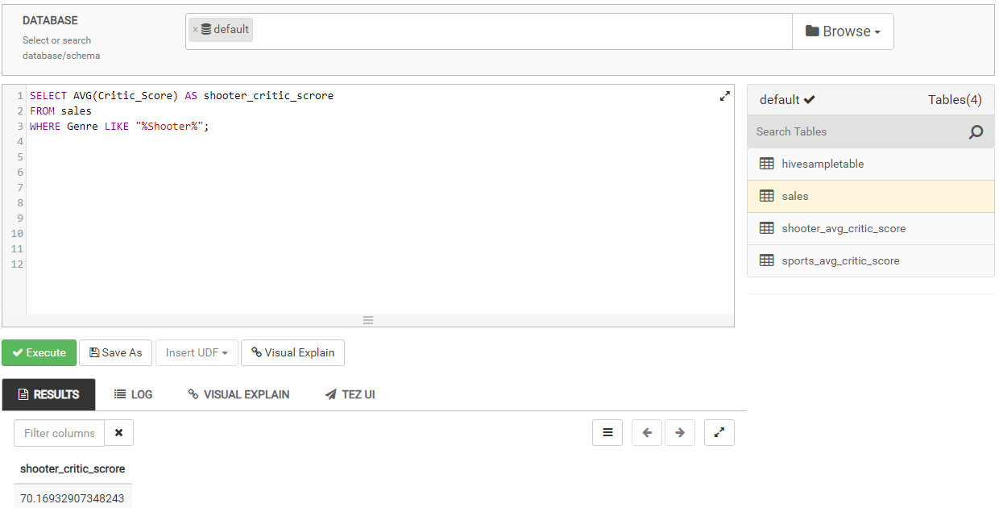 DATABASE
Select or search
database/schema
× default
Browse
1 SELECT AVG(Critic_Score) AS shooter_critic_scrore
2 FROM sales
3 WHERE Genre LIKE "%Shooter%";
4
5
6
7
8
9
10
11
12
default
Tables(4)
Search Tables
hivesampletable
sales
shooter_avg_critic_score
sports_avg_critic_score
Execute
Save As
Insert UDF
Visual Explain
RESULTS
LOG
VISUAL EXPLAIN
TEZ UI
Filter columns
shooter_critic_scrore
70.16932907348243